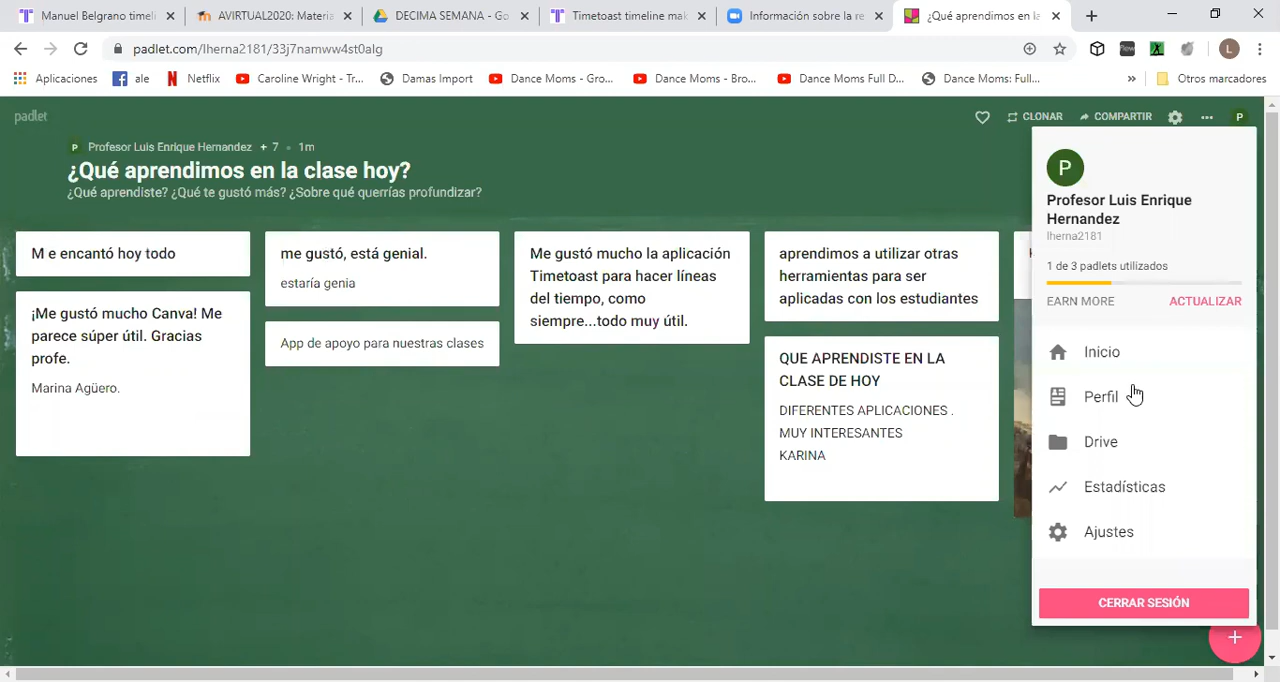 Manuel Belgrano timeli
AVIRTUAL2020: Materia
DECIMA SEMANA - Go
Timetoast timeline mak
Información sobre la re
¿Qué aprendimos en la
padlet.com/lherna2181/33j7namww4st0alg
L
Aplicaciones
ale
Netflix
Caroline Wright - Tr...
Damas Import
Dance Moms - Gro...
Dance Moms - Bro...
Dance Moms Full D...
Dance Moms: Full...
»
Otros marcadores
padlet
CLONAR
COMPARTIR
P
P Profesor Luis Enrique Hernandez + 7 • 1m
¿Qué aprendimos en la clase hoy?
¿Qué aprendiste? ¿Qué te gustó más? ¿Sobre qué querrías profundizar?
M e encantó hoy todo
¡Me gustó mucho Canva! Me
parece súper útil. Gracias
profe.
Marina Agüero.
me gustó, está genial.
estaría genia
App de apoyo para nuestras clases
Me gustó mucho la aplicación
Timetoast para hacer líneas
del tiempo, como
siempre...todo muy útil.
aprendimos a utilizar otras
herramientas para ser
aplicadas con los estudiantes
QUE APRENDISTE EN LA
CLASE DE HOY
DIFERENTES APLICACIONES .
MUY INTERESANTES
KARINA
P
Profesor Luis Enrique
Hernandez
lherna2181
1 de 3 padlets utilizados
EARN MORE
ACTUALIZAR
Inicio
Perfil
Drive
Estadísticas
Ajustes
CERRAR SESIÓN